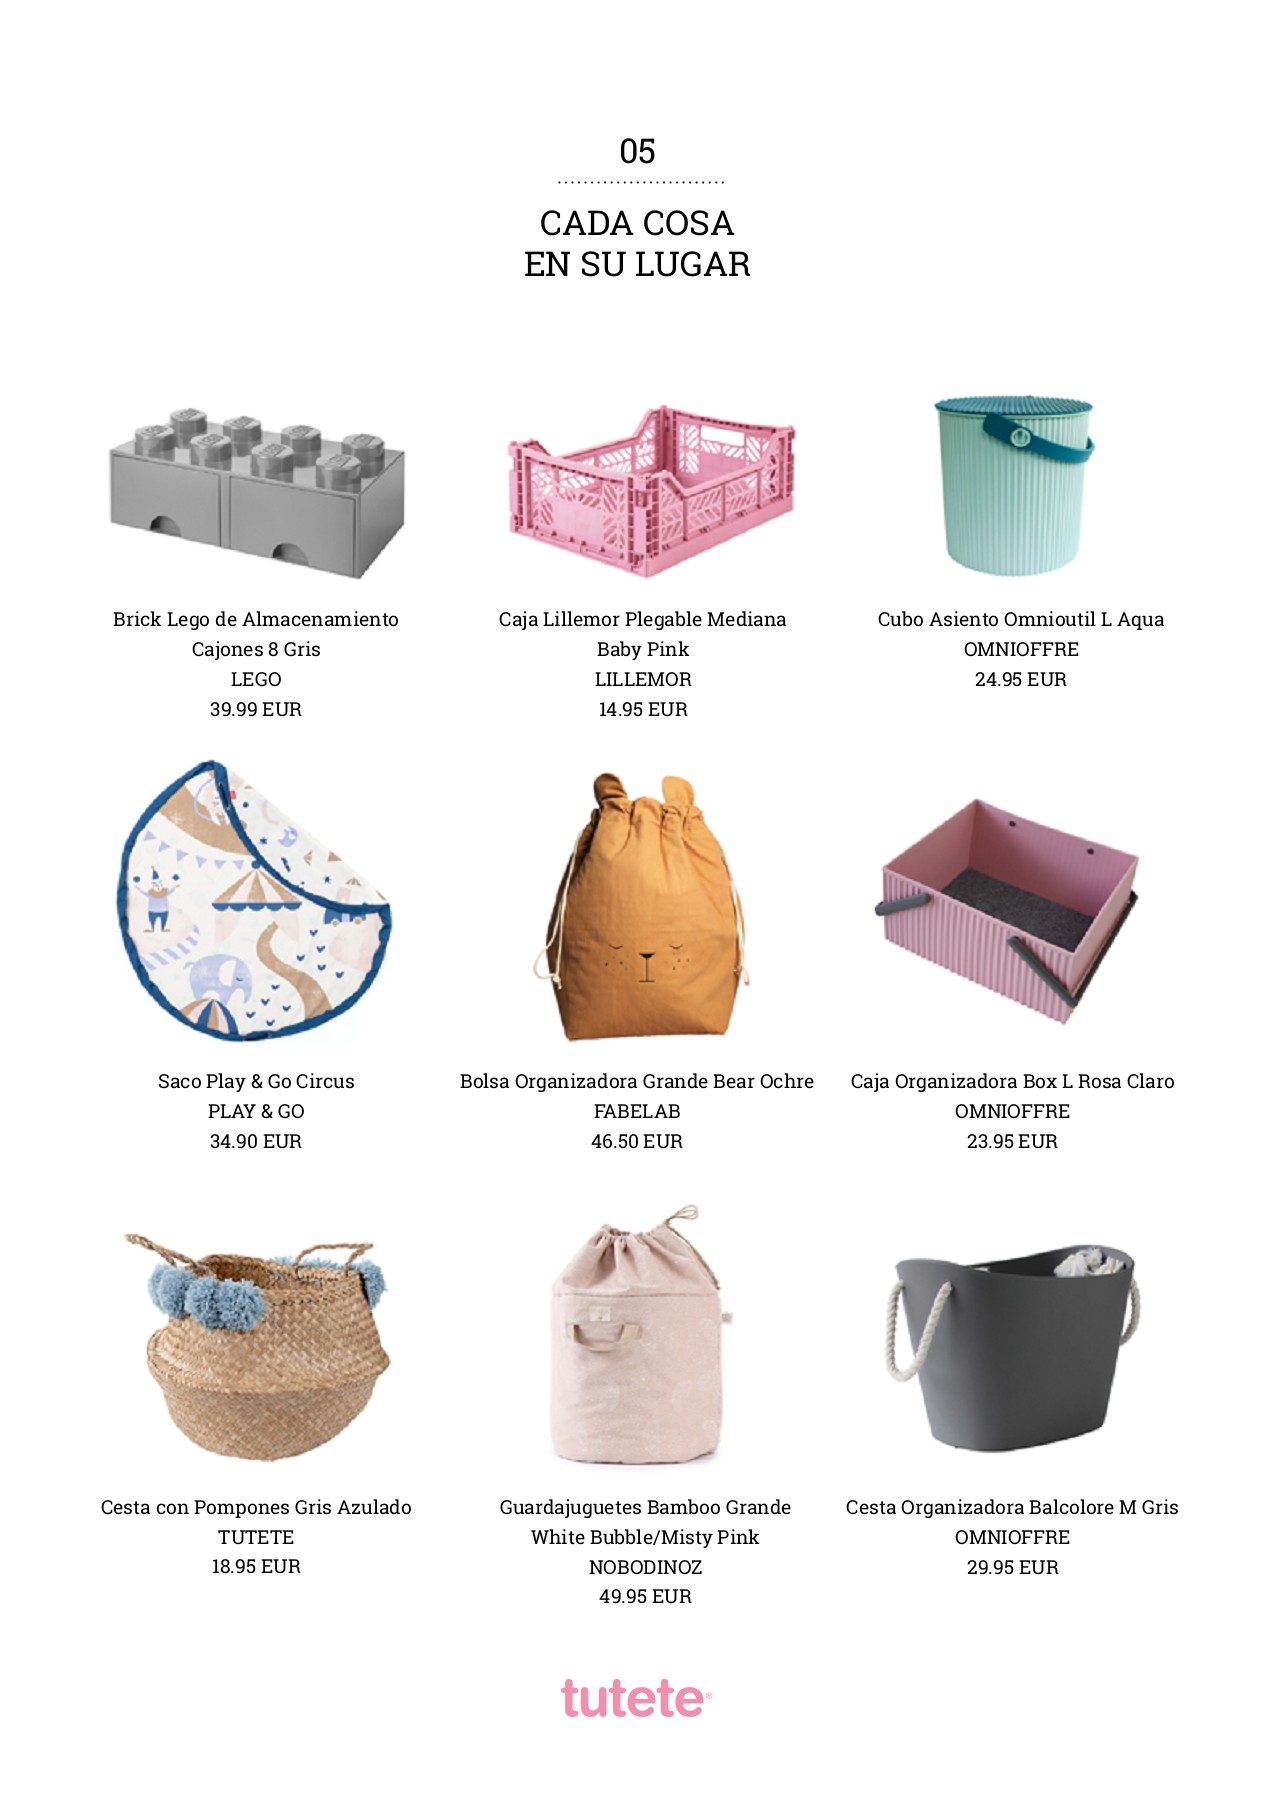 05
CADA COSA
EN SU LUGAR
Brick Lego de Almacenamiento
Cajones 8 Gris
LEGO
39.99 EUR
Caja Lillemor Plegable Mediana
Baby Pink
LILLEMOR
14.95 EUR
Cubo Asiento Omnioutil L Aqua
OMNIOFFRE
24.95 EUR
Saco Play & Go Circus
PLAY & GO
34.90 EUR
Bolsa Organizadora Grande Bear Ochre
FABELAB
46.50 EUR
Caja Organizadora Box L Rosa Claro
OMNIOFFRE
23.95 EUR
Cesta con Pompones Gris Azulado
TUTETE
18.95 EUR
Guardajuguetes Bamboo Grande
White Bubble/Misty Pink
NOBODINOZ
49.95 EUR
Cesta Organizadora Balcolore M Gris
OMNIOFFRE
29.95 EUR
tutete®